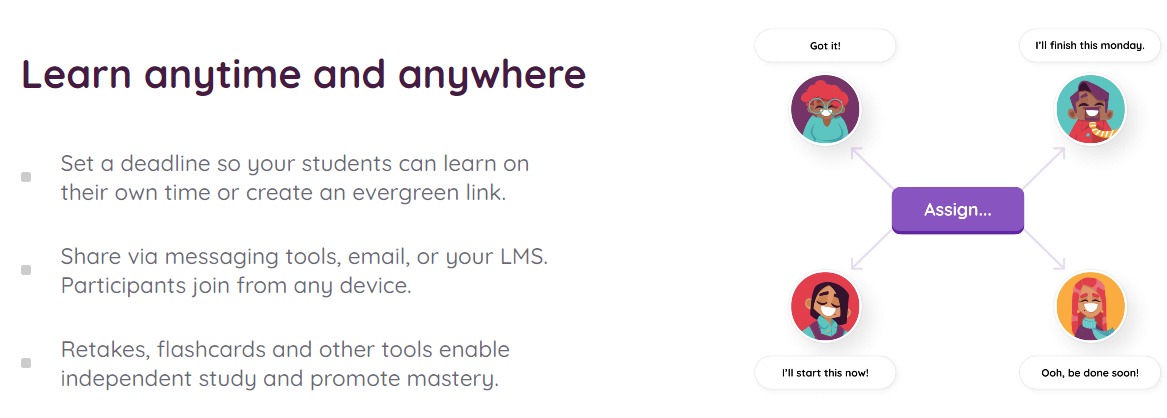 Learn anytime and anywhere
Set a deadline so your students can learn on
their own time or create an evergreen link.
Share via messaging tools, email, or your LMS.
Participants join from any device.
Retakes, flashcards and other tools enable
independent study and promote mastery.
Got it!
I'll finish this monday.
Assign...
I'll start this now!
Ooh, be done soon!